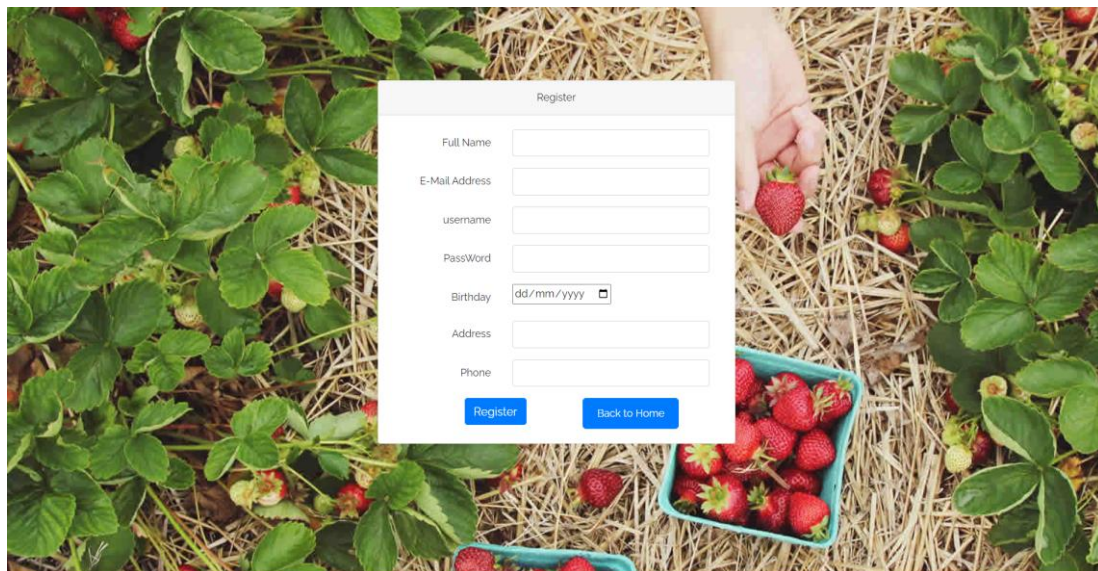 Register
Full Name
E-Mail Address
username
PassWord
Birthday dd/mm/yyyy
Address
Phone
Register Back to Home